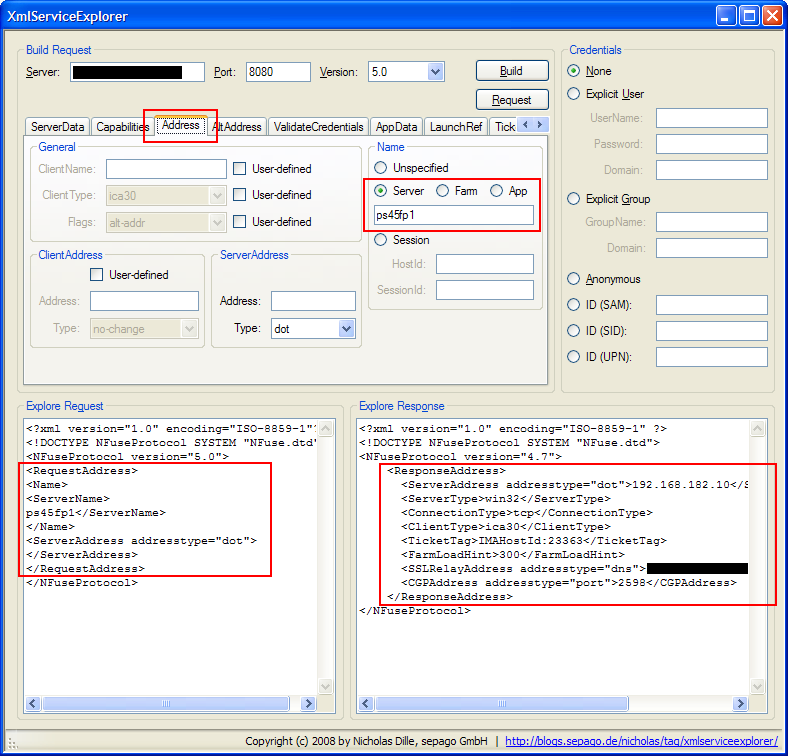 XmlServiceExplorer
Build Request
Server: Port: 8080 Version: 5.0 Build
Request
ServerData Capabilities Address AltAddress ValidateCredentials AppData LaunchRef Tick
General
ClientName: User-defined
ClientType: ica30 User-defined
Flags: alt-addr User-defined
ClientAddress
User-defined
Address:
Type: no-change
ServerAddress
Address:
Type: dot
Name
Unspecified
Server Farm App
ps45fp1
Session
HostId:
SessionId:
Credentials
None
Explicit User
UserName:
Password:
Domain:
Explicit Group
GroupName:
Domain:
Anonymous
ID (SAM):
ID (SID):
ID (UPN):
Explore Request
<?xml version="1.0" encoding="ISO-8859-1"?
<!DOCTYPE NFuseProtocol SYSTEM "NFuse.dtd"
<NFuseProtocol version="5.0">
<RequestAddress>
<Name>
<ServerName>
ps45fp1</ServerName>
</Name>
<ServerAddress addresstype="dot">
</ServerAddress>
</RequestAddress>
</NFuseProtocol>
Explore Response
<?xml version="1.0" encoding="ISO-8859-1" ?>
<!DOCTYPE NFuseProtocol SYSTEM "NFuse.dtd">
<NFuseProtocol version="4.7">
<ResponseAddress>
<ServerAddress addresstype="dot">192.168.182.10</S
<ServerType>win32</ServerType>
<ConnectionType>tcp</ConnectionType>
<ClientType>ica30</ClientType>
<TicketTag>IMAHostId:23363</TicketTag>
<FarmLoadHint>300</FarmLoadHint>
<SSLRelayAddress addresstype="dns">
<CGPAddress addresstype="port">2598</CGPAddress>
</ResponseAddress>
</NFuseProtocol>
Copyright (c) 2008 by Nicholas Dille, sepago GmbH | http://blogs.sepago.de/nicholas/tag/xmlserviceexplorer/